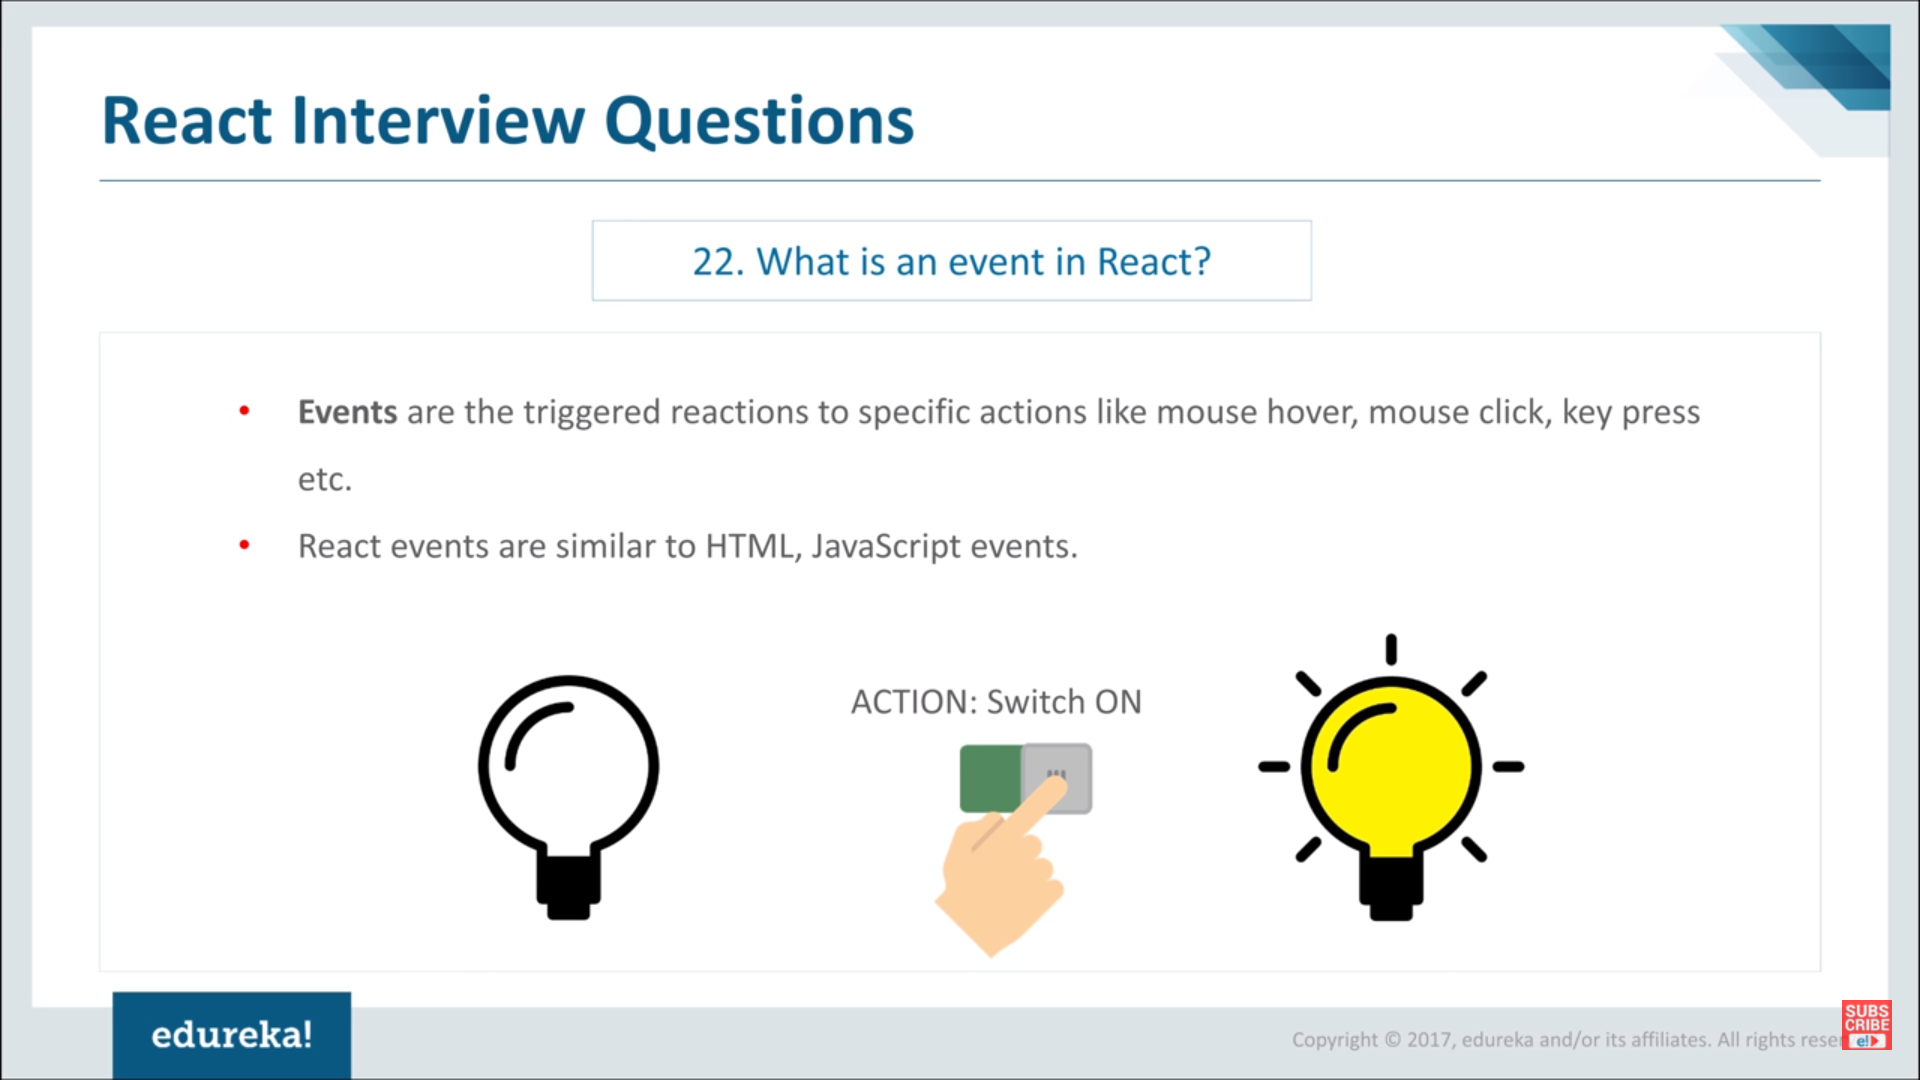 React Interview Questions
22. What is an event in React?
• Events are the triggered reactions to specific actions like mouse hover, mouse click, key press
etc.
• React events are similar to HTML, JavaScript events.
ACTION: Switch ON
edureka!
Copyright © 2017, edureka and/or its affiliates. All rights
SUBS
CRIBE
e!